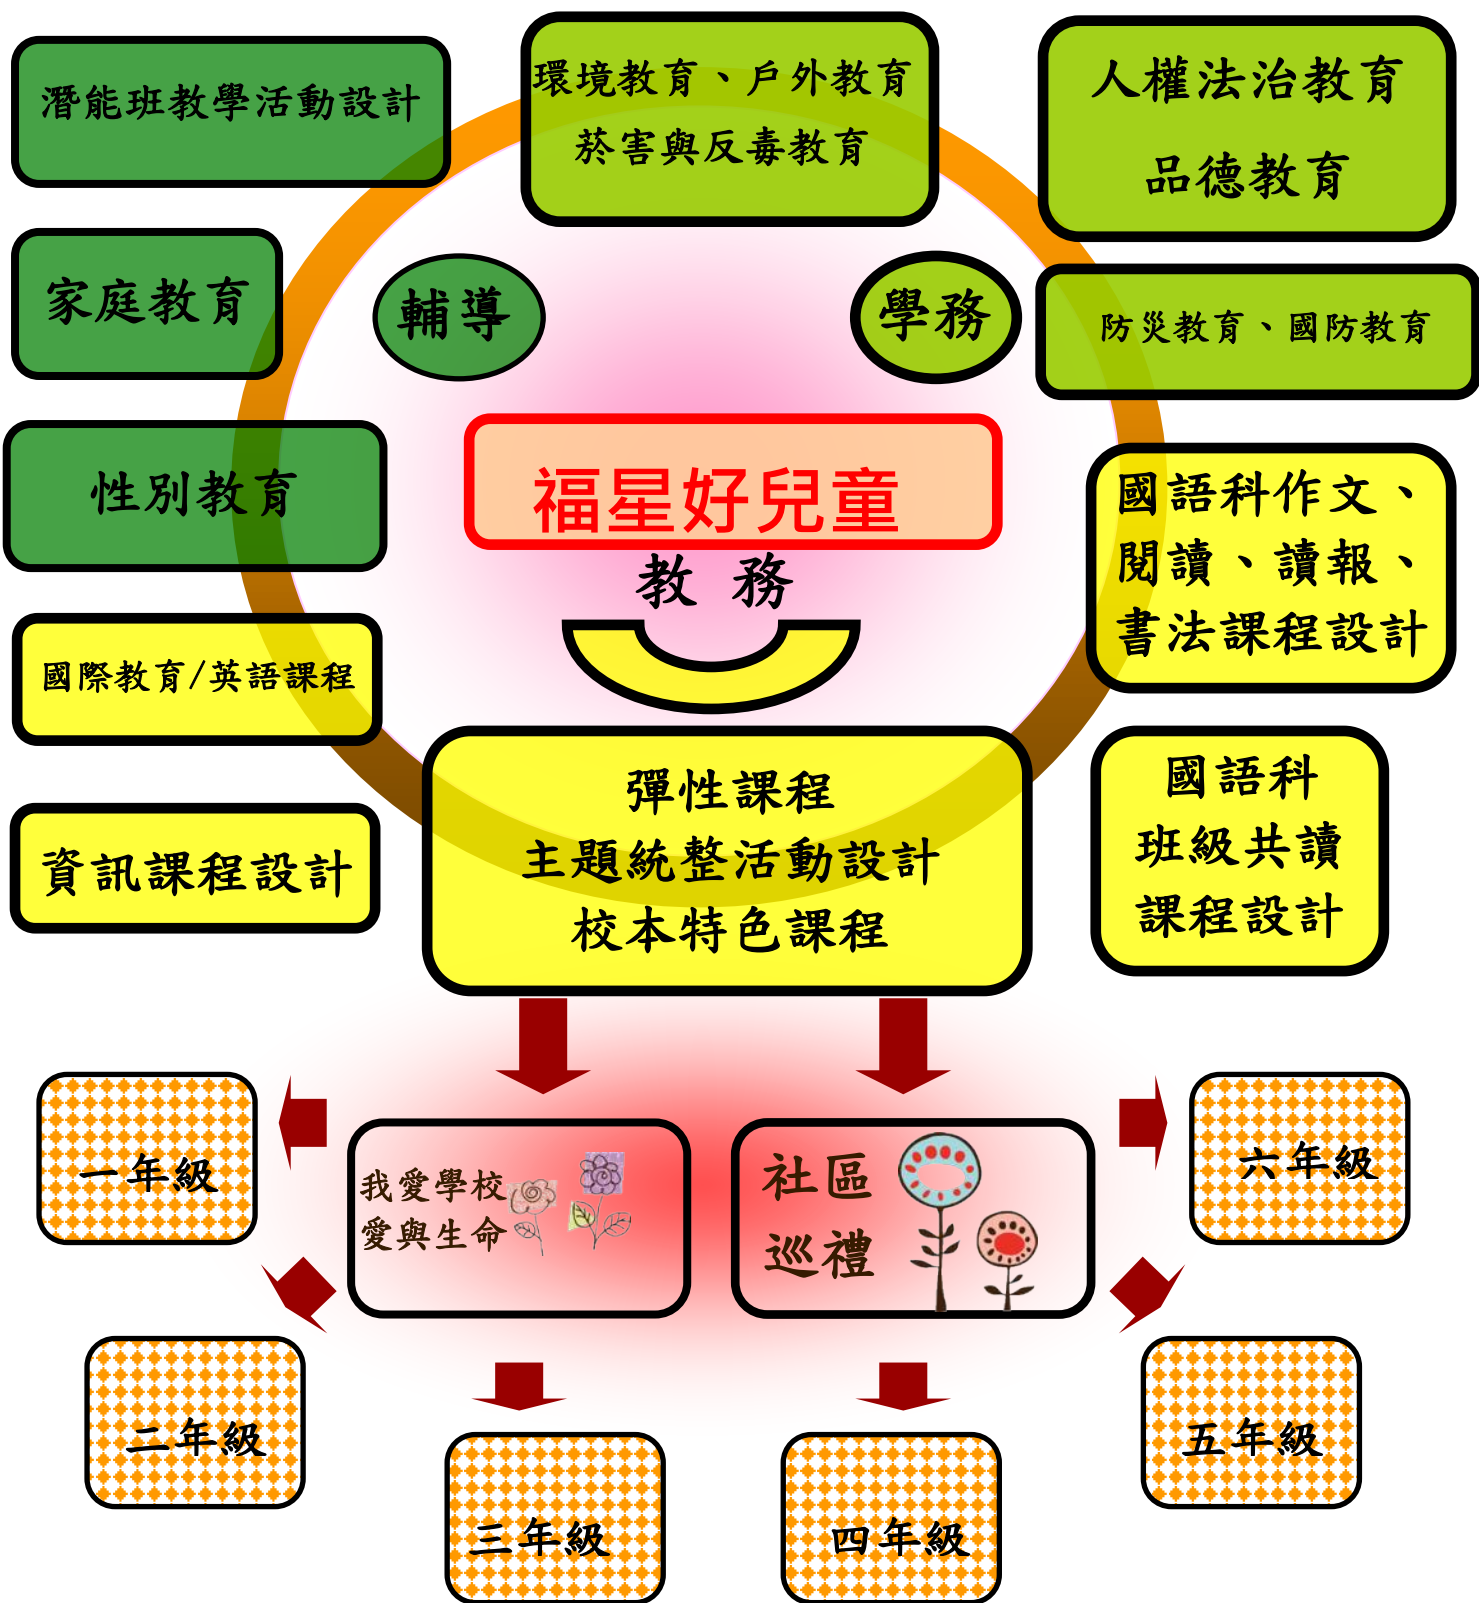 潛能班教學活動設計
環境教育、戶外教育
菸害與反毒教育
人權法治教育
品德教育
家庭教育
輔導
學務
防災教育、國防教育
性別教育
福星好兒童
教 務
國語科作文、
閱讀、讀報、
書法課程設計
國際教育/英語課程
資訊課程設計
彈性課程
主題統整活動設計
校本特色課程
國語科
班級共讀
課程設計
一年級
我愛學校
愛與生命
社區
巡禮
六年級
二年級
五年級
三年級
四年級